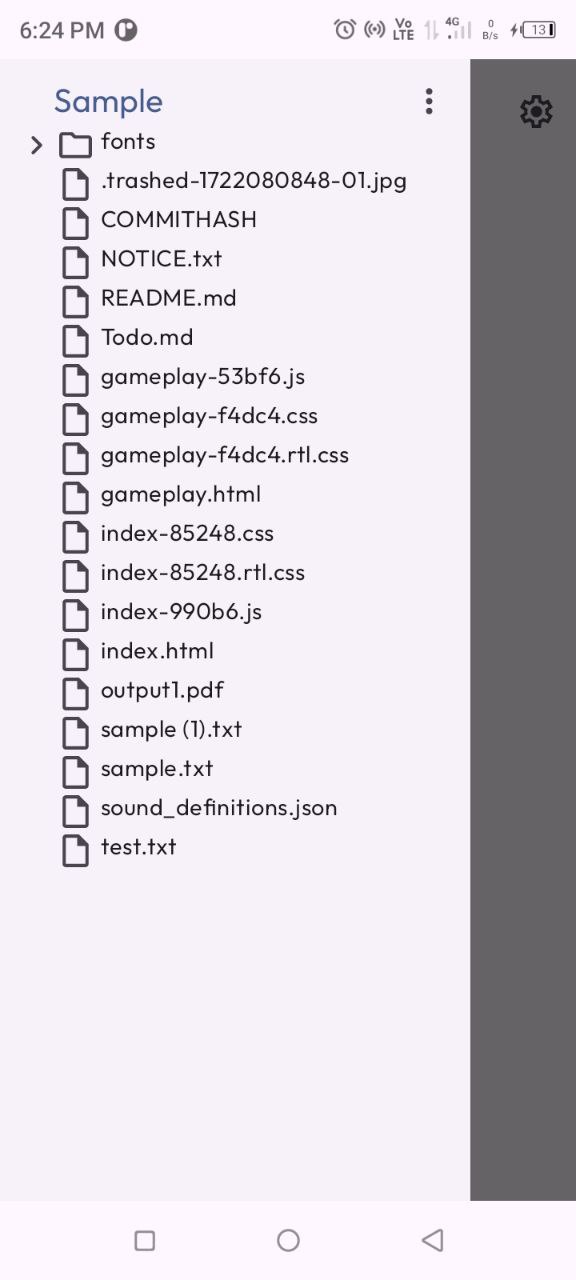 6:24 PM
Vo
LTE
4G
0
B/s
13
Sample
fonts
.trashed-1722080848-01.jpg
COMMITHASH
NOTICE.txt
README.md
Todo.md
gameplay-53bf6.js
gameplay-f4dc4.css
gameplay-f4dc4.rtl.css
gameplay.html
index-85248.css
index-85248.rtl.css
index-990b6.js
index.html
output1.pdf
sample (1).txt
sample.txt
sound_definitions.json
test.txt